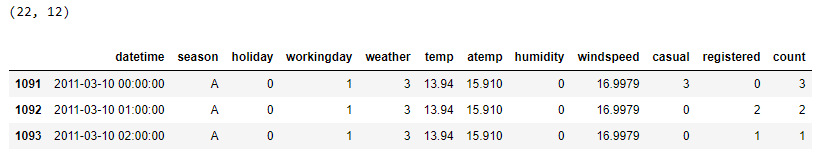 (22, 12)
datetime season holiday workingday weather temp atemp humidity windspeed casual registered count
1091 2011-03-10 00:00:00 A 0 1 3 13.94 15.910 0 16.9979 3 0 3
1092 2011-03-10 01:00:00 A 0 1 3 13.94 15.910 0 16.9979 0 2 2
1093 2011-03-10 02:00:00 A 0 1 3 13.94 15.910 0 16.9979 0 1 1